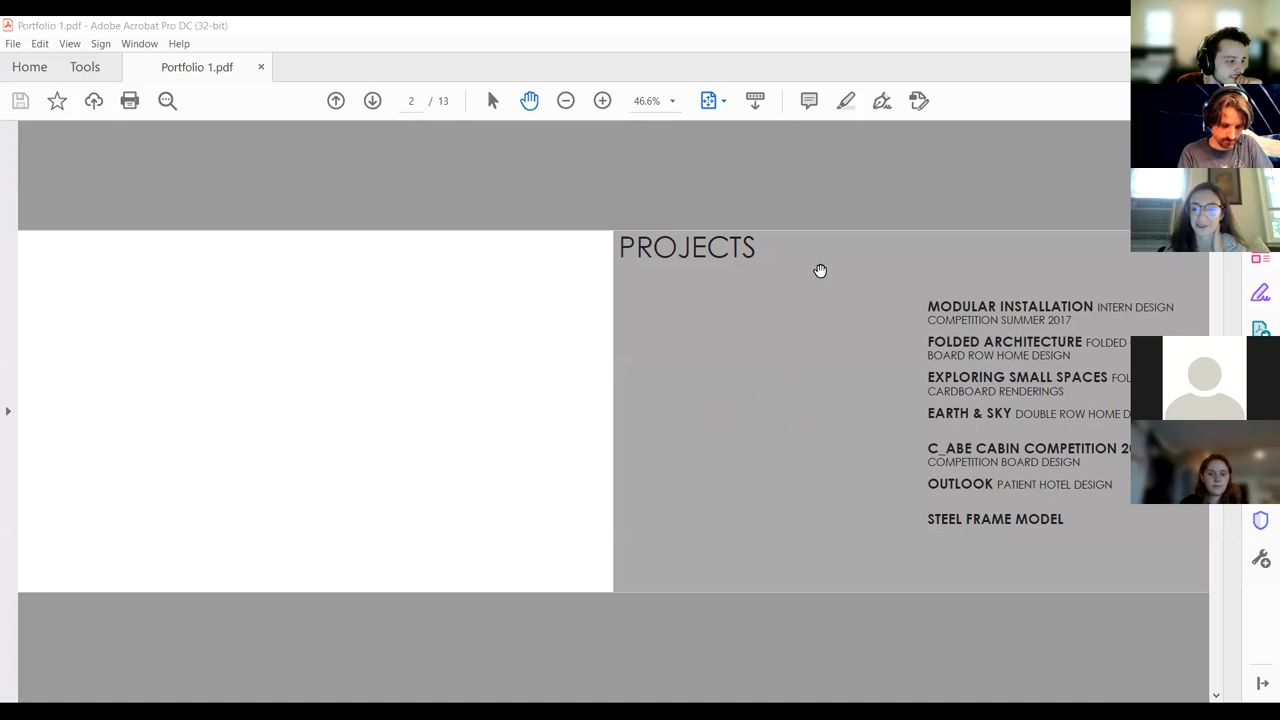 Portfolio 1.pdf - Adobe Acrobat Pro DC (32-bit)
File Edit View Sign Window Help
Home Tools Portfolio 1.pdf ×
2 / 13 46.6%
PROJECTS
MODULAR INSTALLATION INTERN DESIGN
COMPETITION SUMMER 2017
FOLDED ARCHITECTURE FOLDED
BOARD ROW HOME DESIGN
EXPLORING SMALL SPACES
CARDBOARD RENDERINGS
EARTH & SKY DOUBLE ROW HOME
C_ABE CABIN COMPETITION
COMPETITION BOARD DESIGN
OUTLOOK PATIENT HOTEL DESIGN
STEEL FRAME MODEL